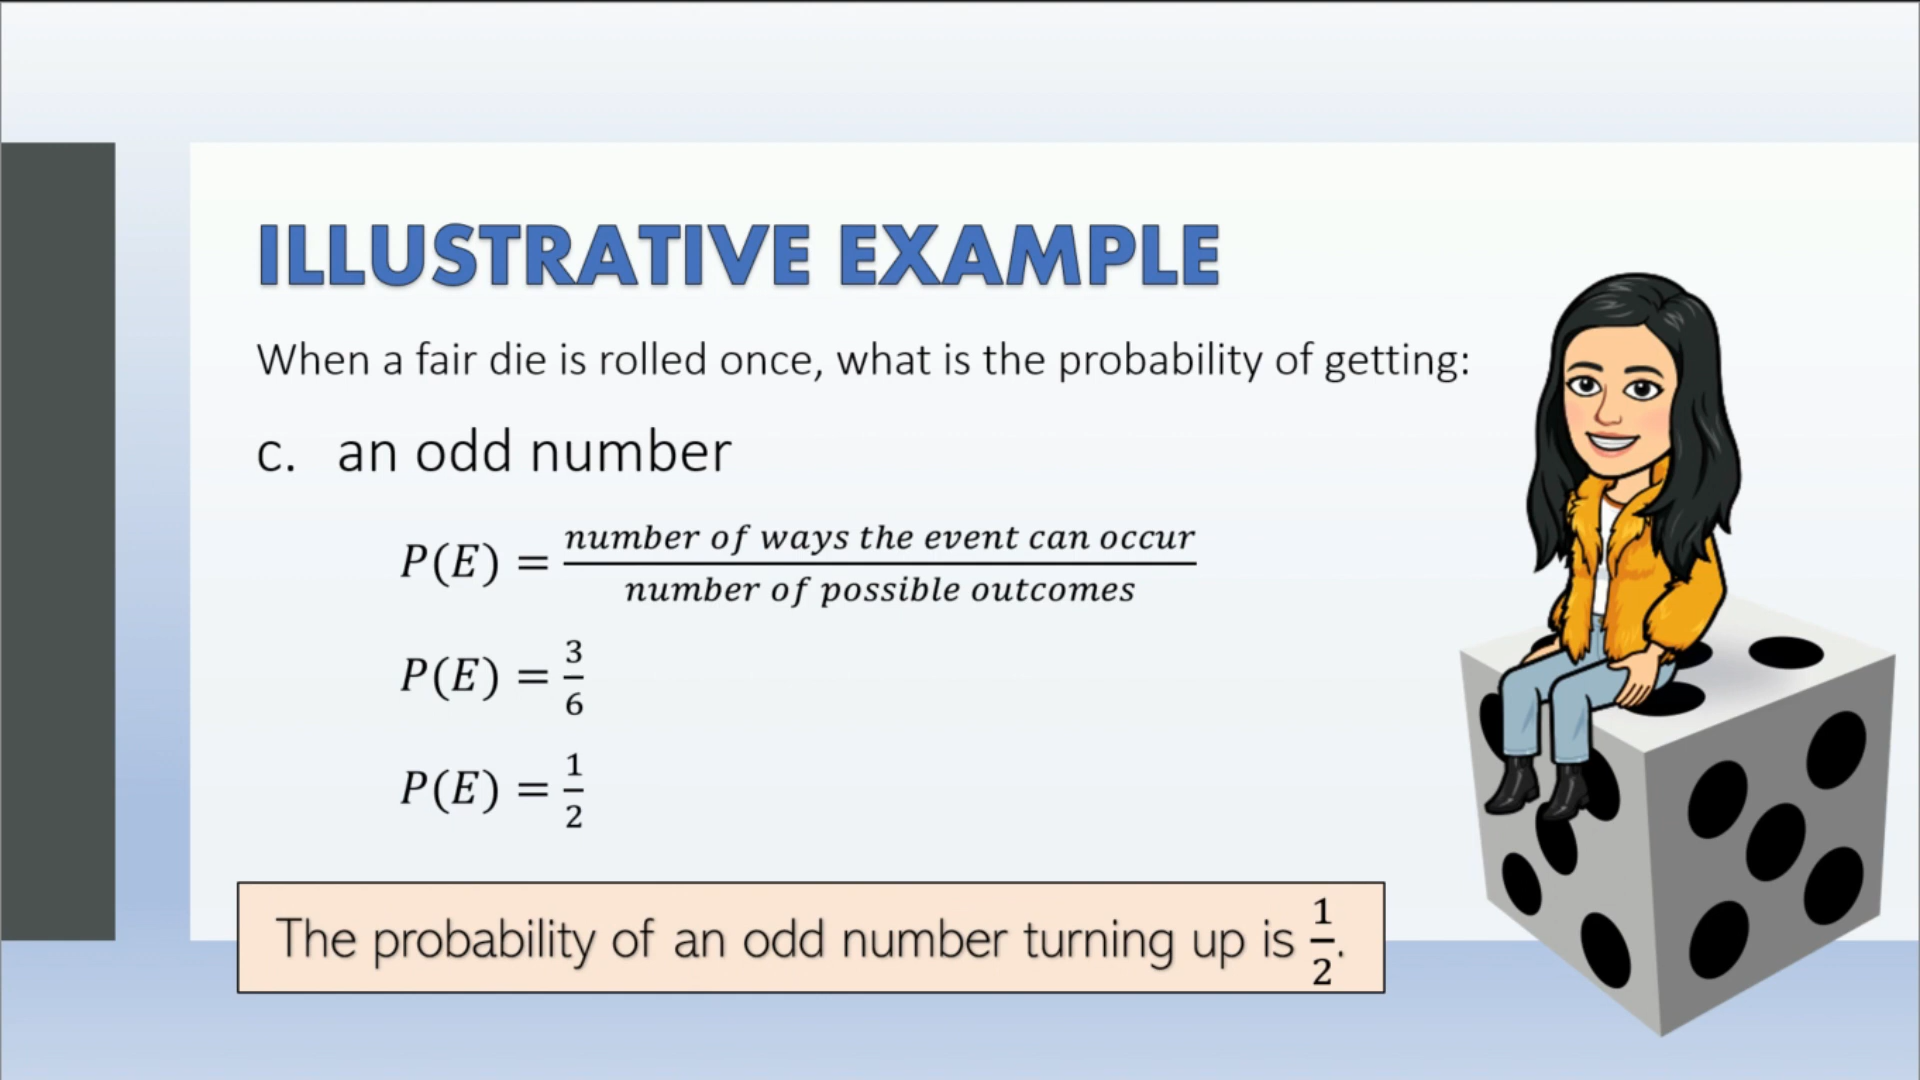 ILLUSTRATIVE EXAMPLE
When a fair die is rolled once, what is the probability of getting:
c. an odd number
P(E) = number of ways the event can occur / number of possible outcomes
P(E) = 3/6
P(E) = 1/2
The probability of an odd number turning up is 1/2.